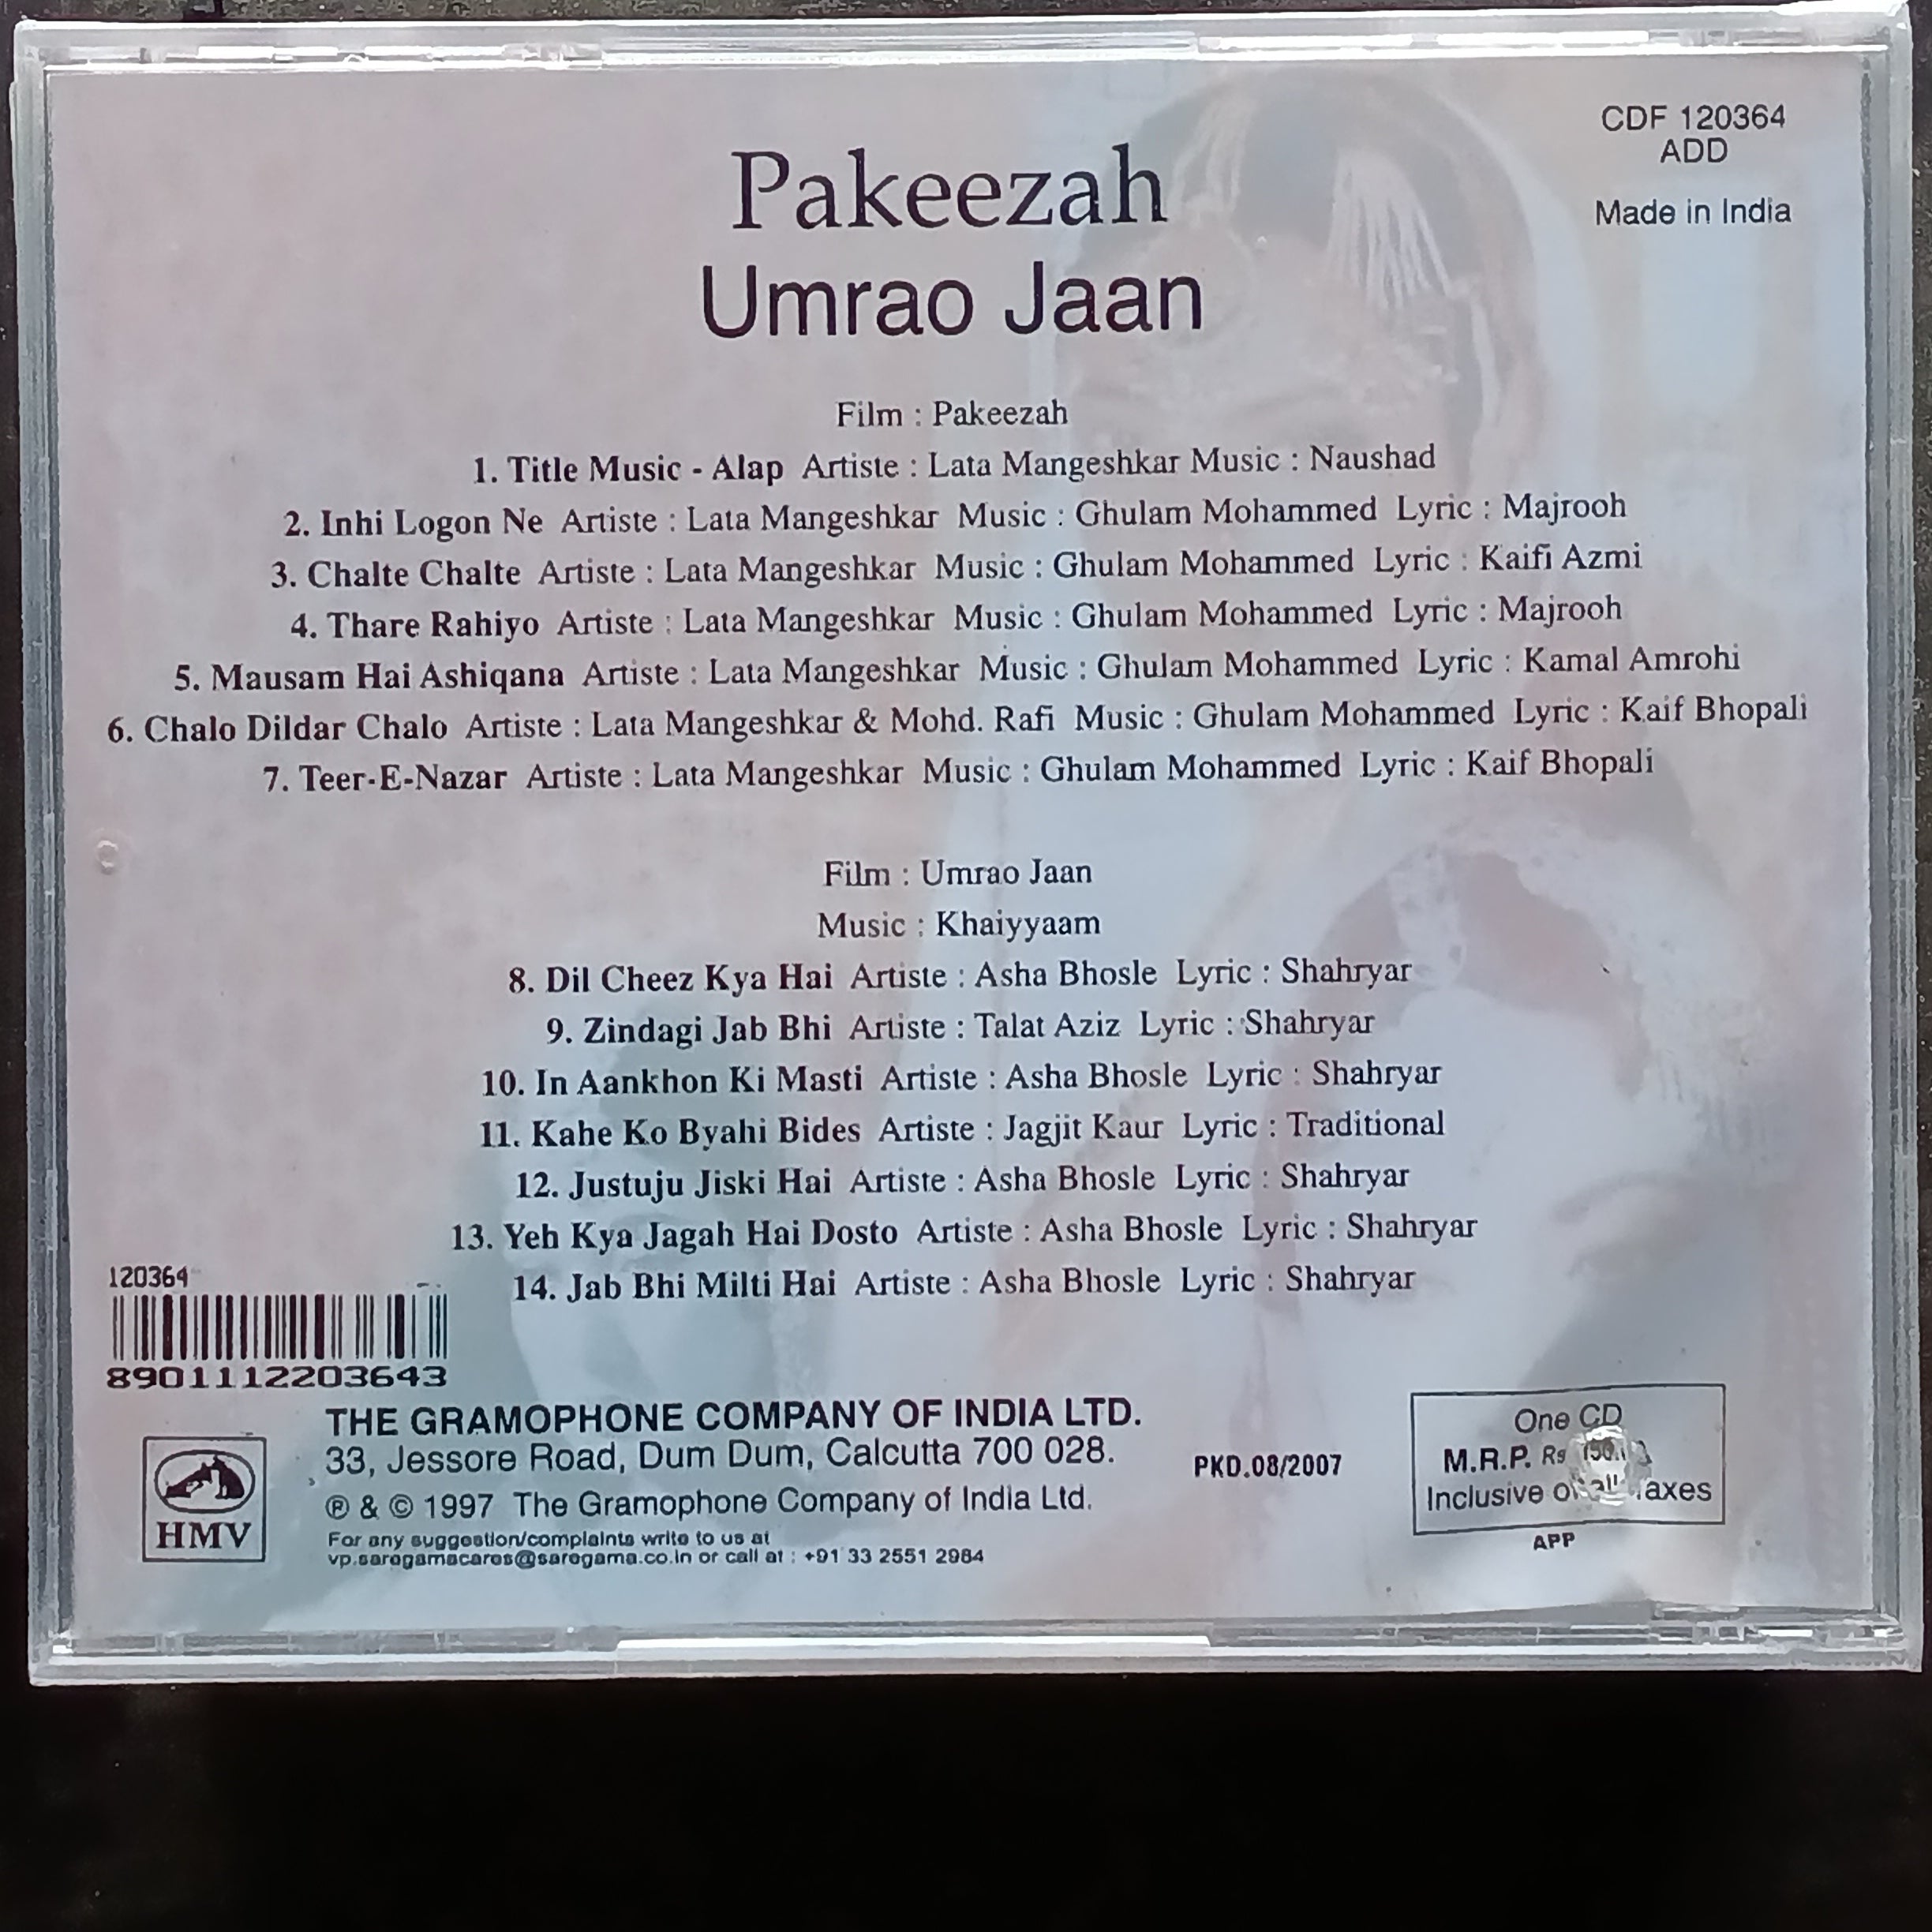 CDF 120364
ADD
Made in India
Pakeezah
Umrao Jaan
Film : Pakeezah
1. Title Music - Alap Artiste : Lata Mangeshkar Music : Naushad
2. Inhi Logon Ne Artiste : Lata Mangeshkar Music : Ghulam Mohammed Lyric : Majrooh
3. Chalte Chalte Artiste : Lata Mangeshkar Music : Ghulam Mohammed Lyric : Kaifi Azmi
4. Thare Rahiyo Artiste : Lata Mangeshkar Music : Ghulam Mohammed Lyric : Majrooh
5. Mausam Hai Ashiqana Artiste : Lata Mangeshkar Music : Ghulam Mohammed Lyric : Kamal Amrohi
6. Chalo Dildar Chalo Artiste : Lata Mangeshkar & Mohd. Rafi Music : Ghulam Mohammed Lyric : Kaif Bhopali
7. Teer-E-Nazar Artiste : Lata Mangeshkar Music : Ghulam Mohammed Lyric : Kaif Bhopali
Film : Umrao Jaan
Music : Khaiyyaam
8. Dil Cheez Kya Hai Artiste : Asha Bhosle Lyric : Shahryar
9. Zindagi Jab Bhi Artiste : Talat Aziz Lyric : Shahryar
10. In Aankhon Ki Masti Artiste : Asha Bhosle Lyric : Shahryar
11. Kahe Ko Byahi Bides Artiste : Jagjit Kaur Lyric : Traditional
12. Justuju Jiski Hai Artiste : Asha Bhosle Lyric : Shahryar
13. Yeh Kya Jagah Hai Dosto Artiste : Asha Bhosle Lyric : Shahryar
14. Jab Bhi Milti Hai Artiste : Asha Bhosle Lyric : Shahryar
120364
8901112203643
HMV
THE GRAMOPHONE COMPANY OF INDIA LTD.
33, Jessore Road, Dum Dum, Calcutta 700 028.
℗ & © 1997 The Gramophone Company of India Ltd.
For any suggestion/complaints write to us at
vp.saregamacares@saregama.co.in or call at : +91 33 2551 2984
PKD.08/2007
One CD
M.R.P. Rs
Inclusive of all Taxes
APP